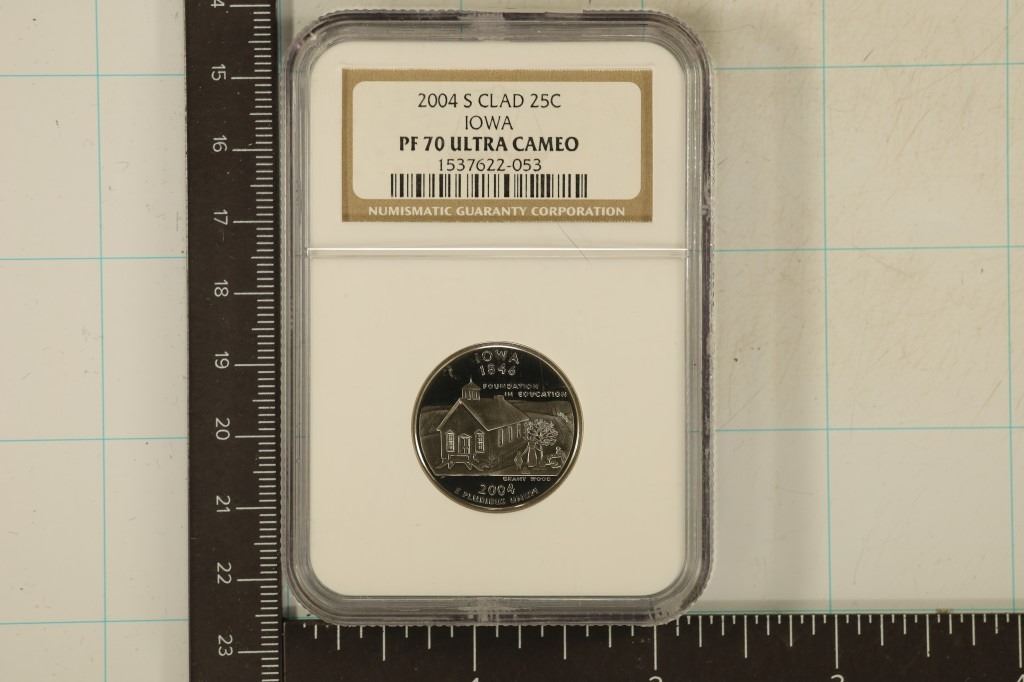 2004 S CLAD 25C
IOWA
PF 70 ULTRA CAMEO
1537622-053
NUMISMATIC GUARANTY CORPORATION
IOWA
1846
FOUNDATION
IN EDUCATION
GRANT WOOD
2004
E PLURIBUS UNUM
15
16
17
18
19
20
21
22
23